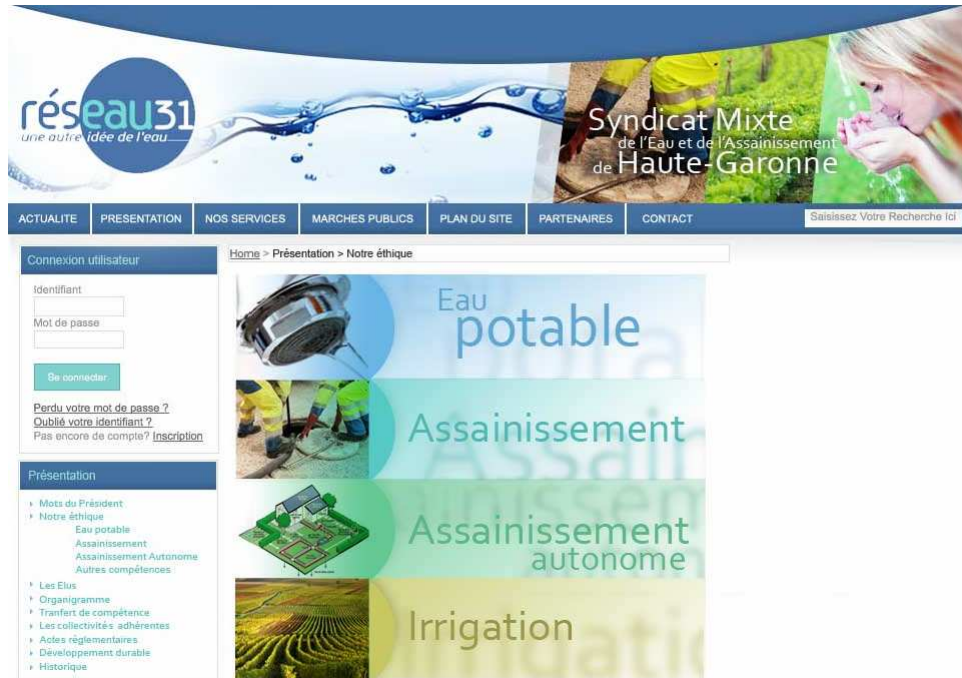 réseau31
une autre idée de l'eau
Syndicat Mixte
de l'Eau et de l'Assainissement
de Haute-Garonne
ACTUALITE PRESENTATION NOS SERVICES MARCHES PUBLICS PLAN DU SITE PARTENAIRES CONTACT Saisissez Votre Recherche Ici
Connexion utilisateur
Identifiant
Mot de passe
Se connecter
Perdu votre mot de passe ?
Oublié votre identifiant ?
Pas encore de compte? Inscription
Présentation
Mots du Président
Notre éthique
Eau potable
Assainissement
Assainissement Autonome
Autres compétences
Les Elus
Organigramme
Tranfert de compétence
Les collectivités adhérentes
Actes règlementaires
Développement durable
Historique
Home > Présentation > Notre éthique
Eau
potable
Assainissement
Assainissement
autonome
Irrigation